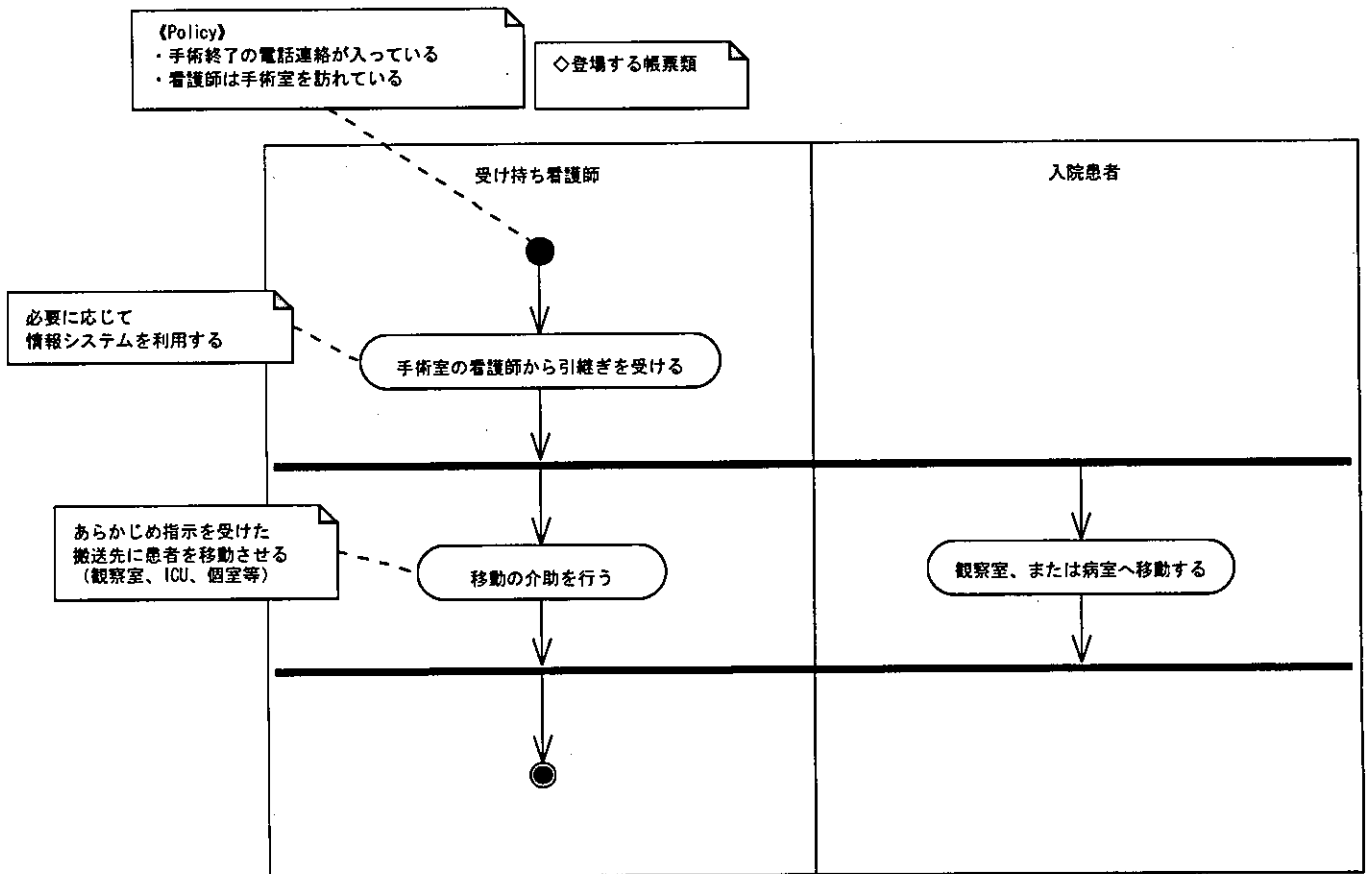 《Policy》
・手術終了の電話連絡が入っている
・看護師は手術室を訪れている
◇登場する帳票類
受け持ち看護師
入院患者
必要に応じて
情報システムを利用する
手術室の看護師から引継ぎを受ける
あらかじめ指示を受けた
搬送先に患者を移動させる
（観察室、ICU、個室等）
移動の介助を行う
観察室、または病室へ移動する